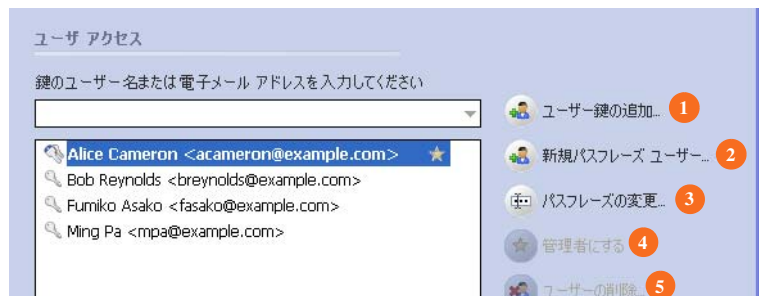 ユーザ アクセス
鍵のユーザー名または電子メール アドレスを入力してください
Alice Cameron <acameron@example.com>
Bob Reynolds <breynolds@example.com>
Fumiko Asako <fasako@example.com>
Ming Pa <mpa@example.com>
ユーザー鍵の追加... 1
新規パスフレーズ ユーザー... 2
パスフレーズの変更... 3
管理者にする 4
ユーザーの削除... 5